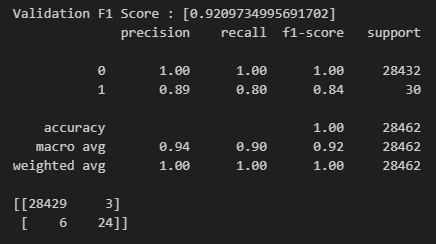 Validation F1 Score : [0.9209734995691702]
precision recall f1-score support
0 1.00 1.00 1.00 28432
1 0.89 0.80 0.84 30
accuracy 1.00 28462
macro avg 0.94 0.90 0.92 28462
weighted avg 1.00 1.00 1.00 28462
[[28429 3]
[ 6 24]]